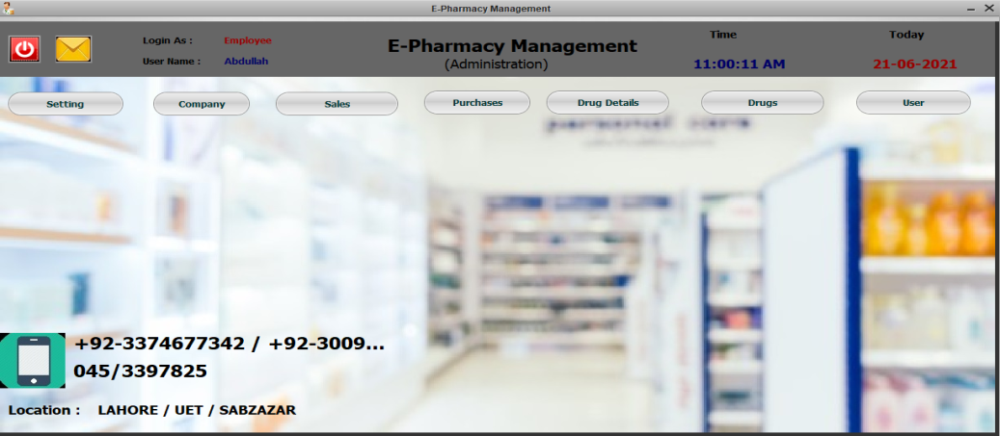 E-Pharmacy Management
Login As : Employee
User Name : Abdullah
E-Pharmacy Management
(Administration)
Time
11:00:11 AM
Today
21-06-2021
Setting Company Sales Purchases Drug Details Drugs User
personal care
+92-3374677342 / +92-3009...
045/3397825
Location : LAHORE / UET / SABZAZAR